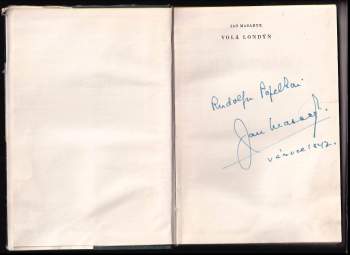 JAN MASARYK
VOLÁ LONDÝN
Rudolfu Popelkovi
Jan Masaryk.
vánoce 1947.